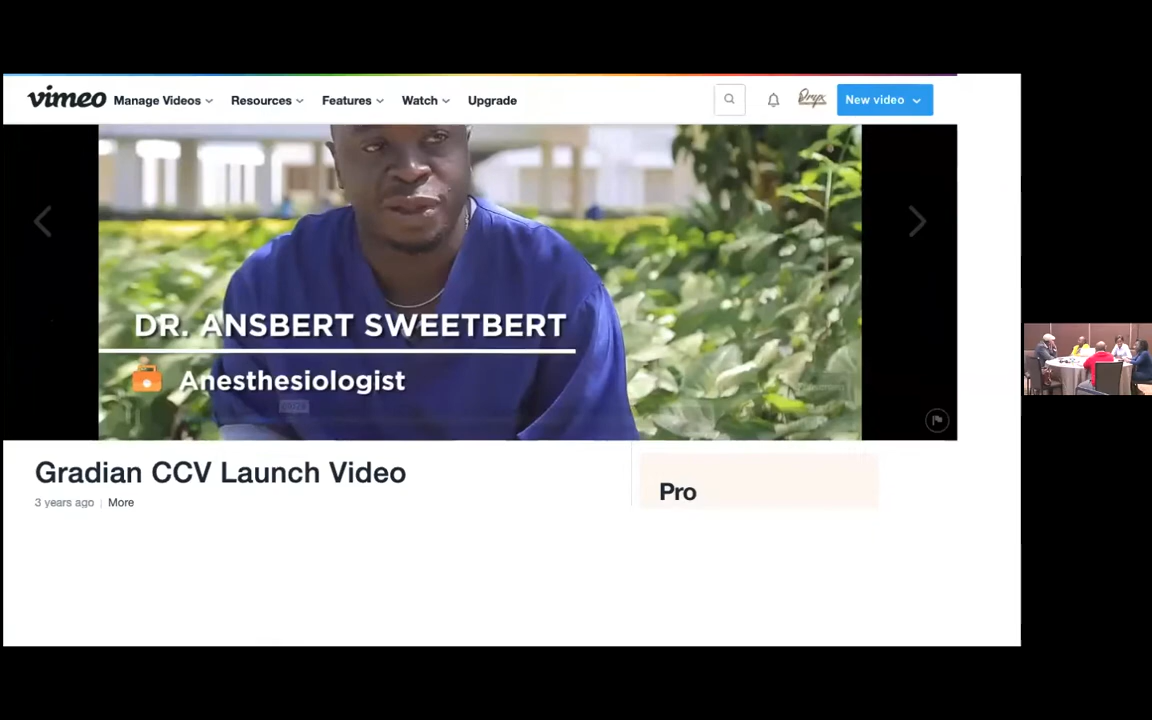 vimeo Manage Videos Resources Features Watch Upgrade Oryx New video
DR. ANSBERT SWEETBERT
Anesthesiologist
Gradian CCV Launch Video
3 years ago | More
Pro